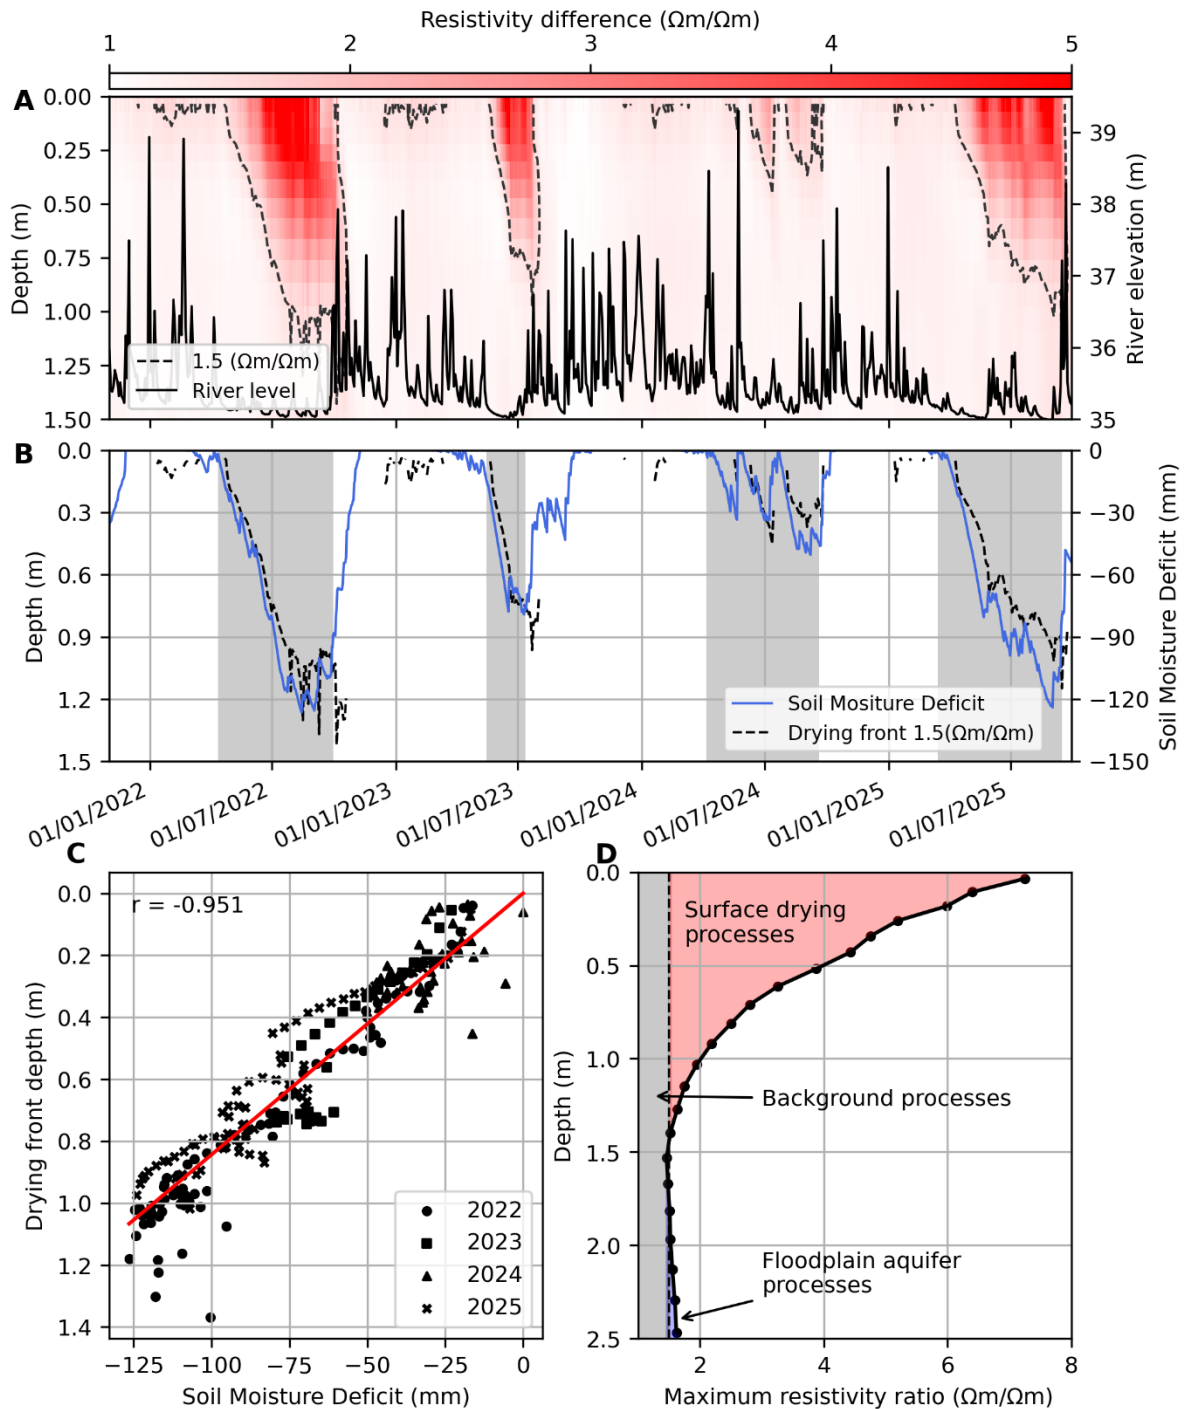 Resistivity difference (Ωm/Ωm)
1 2 3 4 5
A
0.00
0.25
0.50
0.75
1.00
1.25
1.50
Depth (m)
39
38
37
36
35
River elevation (m)
1.5 (Ωm/Ωm)
River level
B
0.0
0.3
0.6
0.9
1.2
1.5
Depth (m)
0
−30
−60
−90
−120
−150
Soil Moisture Deficit (mm)
Soil Mositure Deficit
Drying front 1.5(Ωm/Ωm)
01/01/2022
01/07/2022
01/01/2023
01/07/2023
01/01/2024
01/07/2024
01/01/2025
01/07/2025
C
r = -0.951
0.0
0.2
0.4
0.6
0.8
1.0
1.2
1.4
Drying front depth (m)
2022
2023
2024
2025
−125 −100 −75 −50 −25 0
Soil Moisture Deficit (mm)
D
0.0
0.5
1.0
1.5
2.0
2.5
Depth (m)
Surface drying
processes
Background processes
Floodplain aquifer
processes
2 4 6 8
Maximum resistivity ratio (Ωm/Ωm)